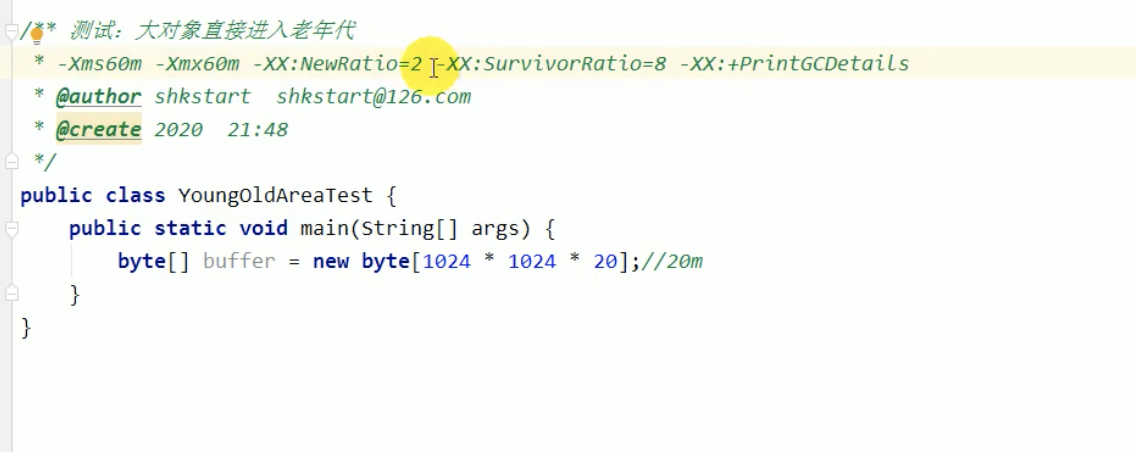 /** 测试：大对象直接进入老年代
* -Xms60m -Xmx60m -XX:NewRatio=2 -XX:SurvivorRatio=8 -XX:+PrintGCDetails
* @author shkstart  shkstart@126.com
* @create 2020  21:48
*/
public class YoungOldAreaTest {
    public static void main(String[] args) {
        byte[] buffer = new byte[1024 * 1024 * 20];//20m
    }
}